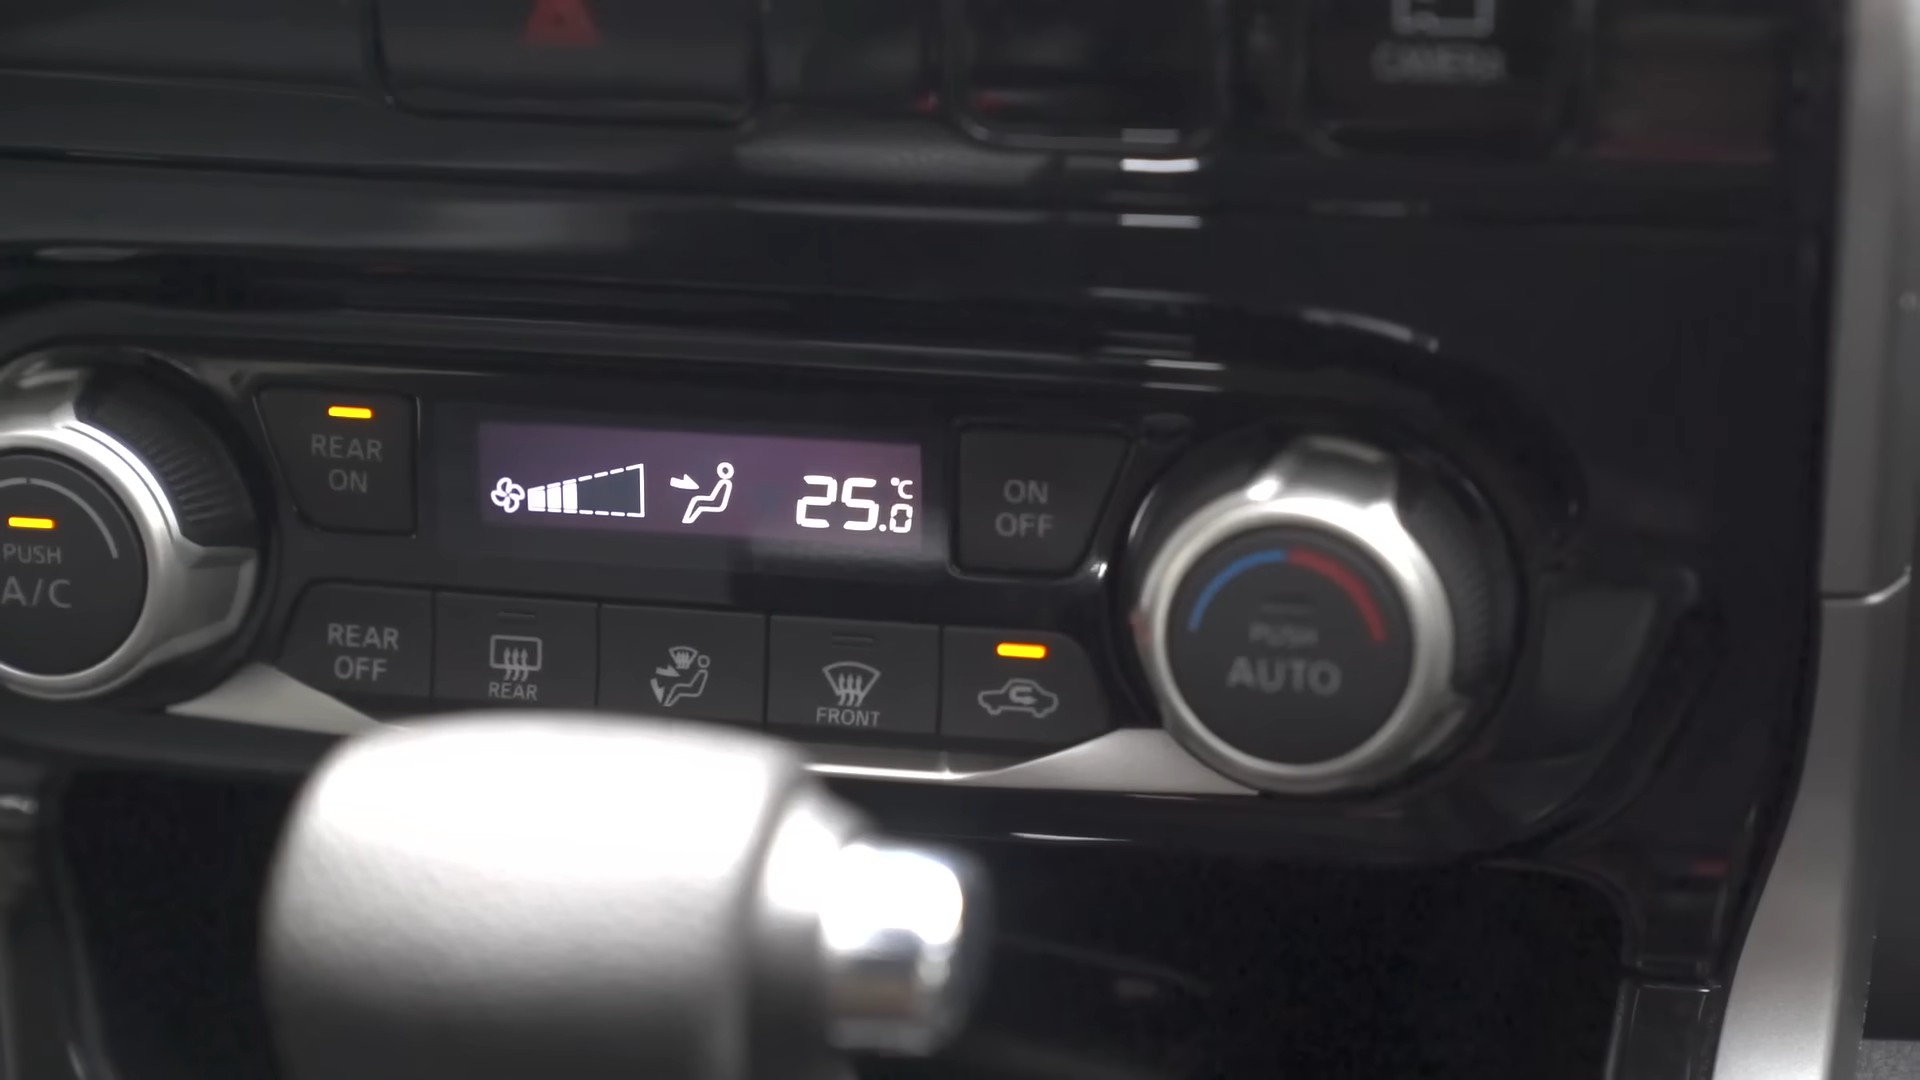 CAMERA
REAR
ON
25.0
°C
ON
OFF
PUSH
A/C
REAR
OFF
REAR
FRONT
PUSH
AUTO